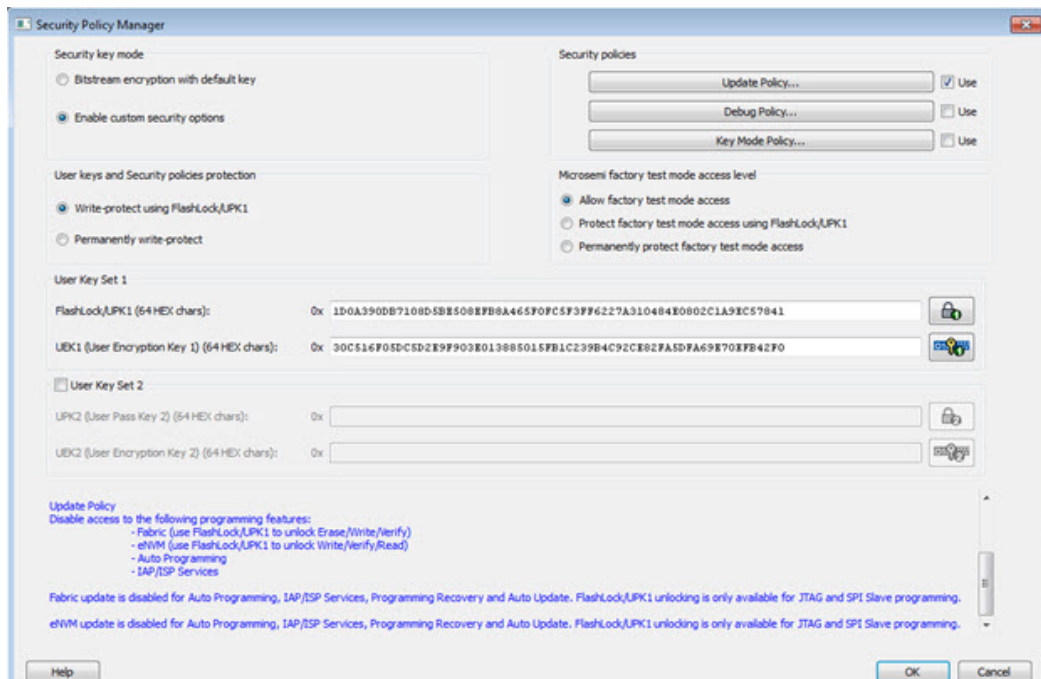 Security Policy Manager
Security key mode
Bitstream encryption with default key
Enable custom security options
Security policies
Update Policy... Use
Debug Policy... Use
Key Mode Policy... Use
User keys and Security policies protection
Write-protect using FlashLock/UPK1
Permanently write-protect
Microsemi factory test mode access level
Allow factory test mode access
Protect factory test mode access using FlashLock/UPK1
Permanently protect factory test mode access
User Key Set 1
FlashLock/UPK1 (64 HEX chars): 0x 1D0A390DB7108D5BE508EFB8A465F0FC5F3FF6227A310484E0802C1A9EC57841
UEK1 (User Encryption Key 1) (64 HEX chars): 0x 30C516F05DC5D2E9F903E013885015FB1C239B4C92CE82FA5DFA69E70EFB42F0
User Key Set 2
UPK2 (User Pass Key 2) (64 HEX chars): 0x
UEK2 (User Encryption Key 2) (64 HEX chars): 0x
Update Policy
Disable access to the following programming features:
- Fabric (use FlashLock/UPK1 to unlock Erase/Write/Verify)
- eNVM (use FlashLock/UPK1 to unlock Write/Verify/Read)
- Auto Programming
- IAP/ISP Services
Fabric update is disabled for Auto Programming, IAP/ISP Services, Programming Recovery and Auto Update. FlashLock/UPK1 unlocking is only available for JTAG and SPI Slave programming.
eNVM update is disabled for Auto Programming, IAP/ISP Services, Programming Recovery and Auto Update. FlashLock/UPK1 unlocking is only available for JTAG and SPI Slave programming.
Help OK Cancel